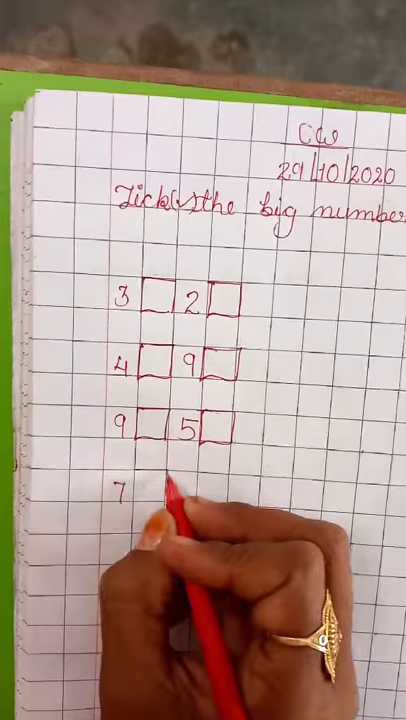 CW
29/10/2020
Tick(✓)the big number
3 □ 2 □
4 □ 9 □
9 □ 5 □
7